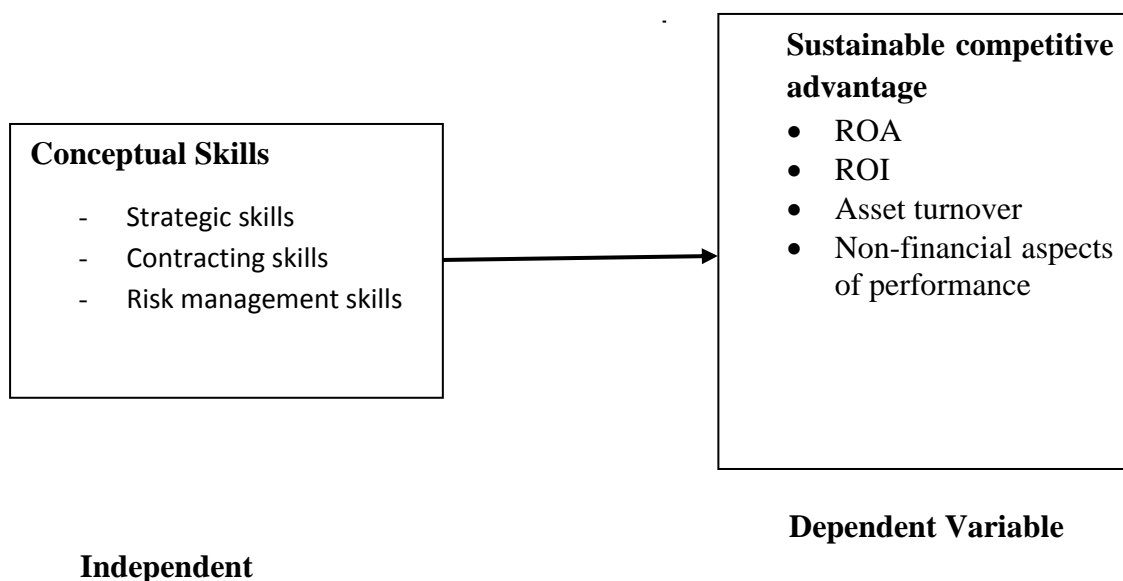 Conceptual Skills
- Strategic skills
- Contracting skills
- Risk management skills
Sustainable competitive
advantage
• ROA
• ROI
• Asset turnover
• Non-financial aspects
of performance
Dependent Variable
Independent